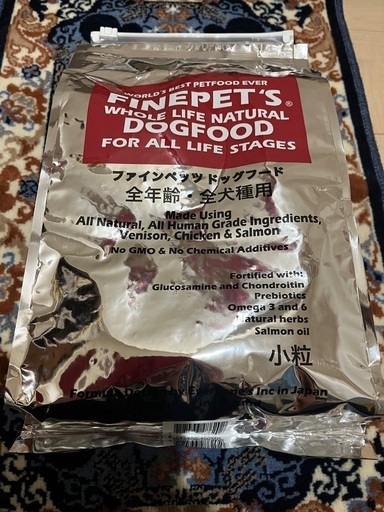 WORLD'S BEST PETFOOD EVER
FINEPET'S®
WHOLE LIFE NATURAL
DOGFOOD
FOR ALL LIFE STAGES
ファインペッツドッグフード
全年齢・全犬種用
Made Using
All Natural, All Human Grade Ingredients,
Venison, Chicken & Salmon
No GMO & No Chemical Additives
Fortified with:
Glucosamine and Chondroitin
Prebiotics
Omega 3 and 6
Natural herbs
Salmon oil
小粒
Formula by Inc in Japan